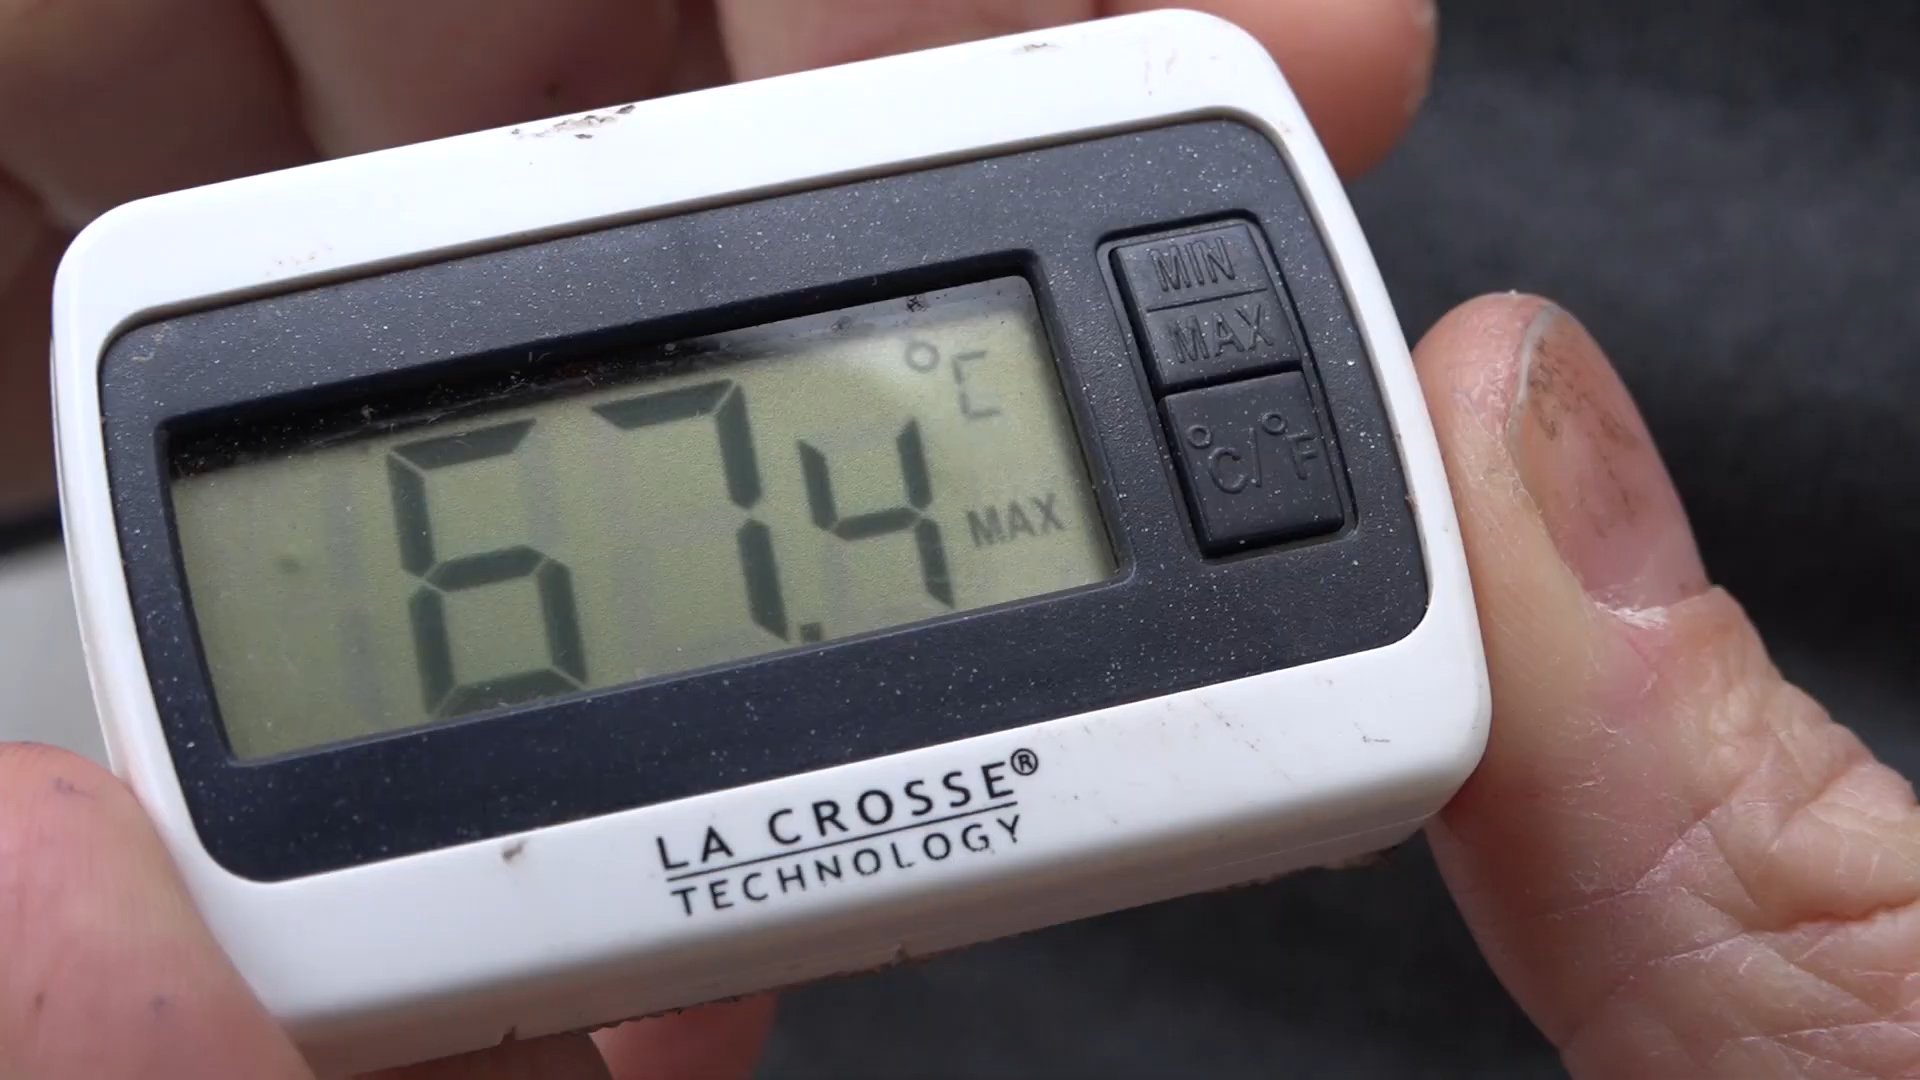 MIN
MAX
°C/°F
67.4 °C
MAX
LA CROSSE®
TECHNOLOGY